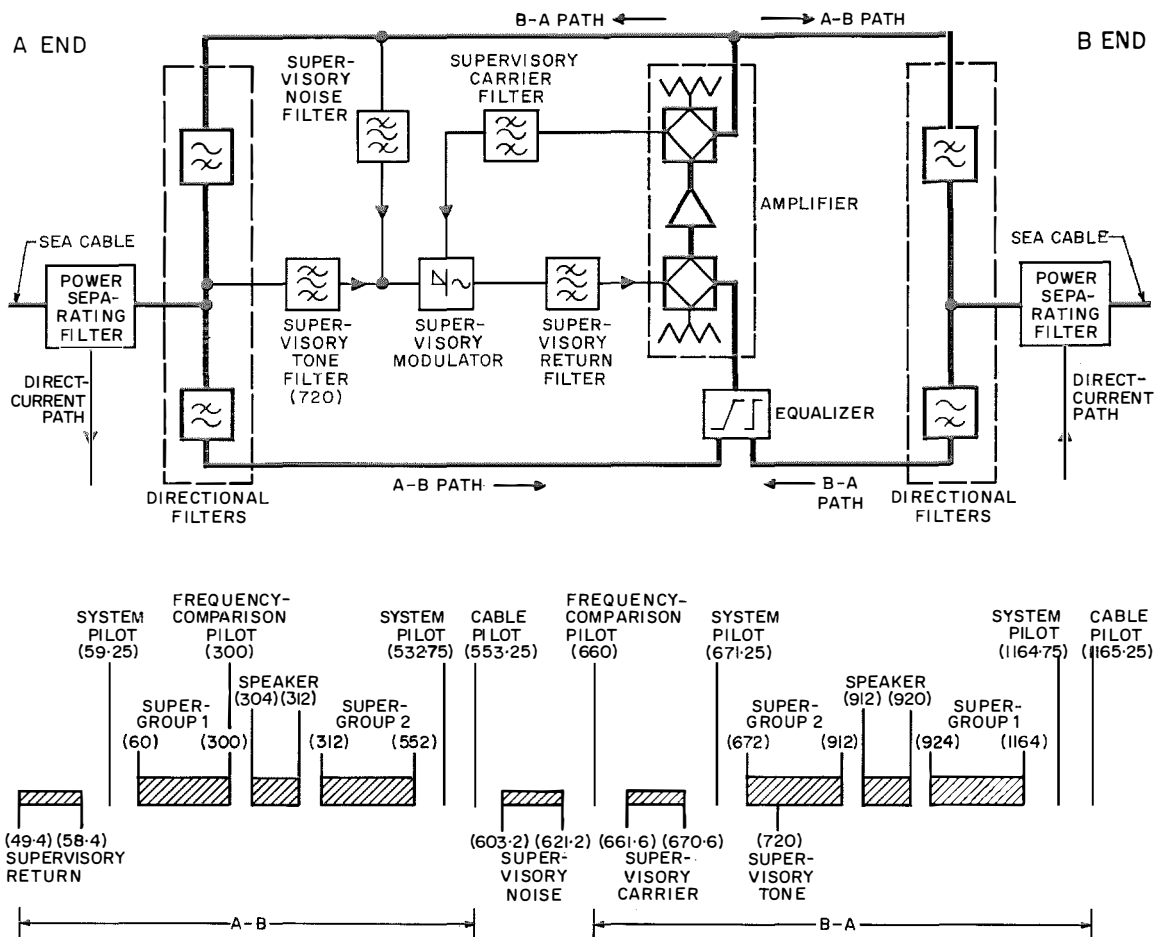 B-A PATH
A-B PATH
A END
B END
SUPER-
VISORY
NOISE
FILTER
SUPERVISORY
CARRIER
FILTER
AMPLIFIER
SEA CABLE
POWER
SEPA-
RATING
FILTER
SUPER-
VISORY
TONE
FILTER
(720)
SUPER-
VISORY
MODULATOR
SUPER-
VISORY
RETURN
FILTER
SEA CABLE
POWER
SEPA-
RATING
FILTER
DIRECT-
CURRENT
PATH
EQUALIZER
DIRECT-
CURRENT
PATH
A-B PATH
B-A
PATH
DIRECTIONAL
FILTERS
DIRECTIONAL
FILTERS
SYSTEM
PILOT
(59·25)
FREQUENCY-
COMPARISON
PILOT
(300)
SYSTEM
PILOT
(532·75)
CABLE
PILOT
(553·25)
FREQUENCY-
COMPARISON
PILOT
(660)
SYSTEM
PILOT
(671·25)
SYSTEM
PILOT
(1164·75)
CABLE
PILOT
(1165·25)
SUPER-
GROUP 1
(60) (300)
SPEAKER
(304) (312)
SUPER-
GROUP 2
(312) (552)
SUPER-
GROUP 2
(672) (912)
SPEAKER
(912) (920)
SUPER-
GROUP 1
(924) (1164)
(49·4) (58·4)
SUPERVISORY
RETURN
(603·2) (621·2)
SUPER-
VISORY
NOISE
(661·6) (670·6)
SUPER-
VISORY
CARRIER
(720)
SUPER-
VISORY
TONE
A-B
B-A